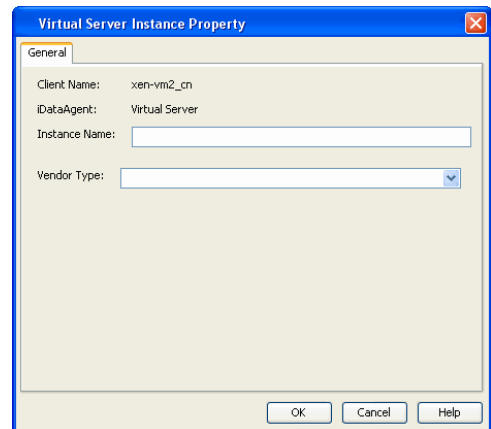 Virtual Server Instance Property
General
Client Name: xen-vm2_cn
iDataAgent: Virtual Server
Instance Name:
Vendor Type:
OK Cancel Help